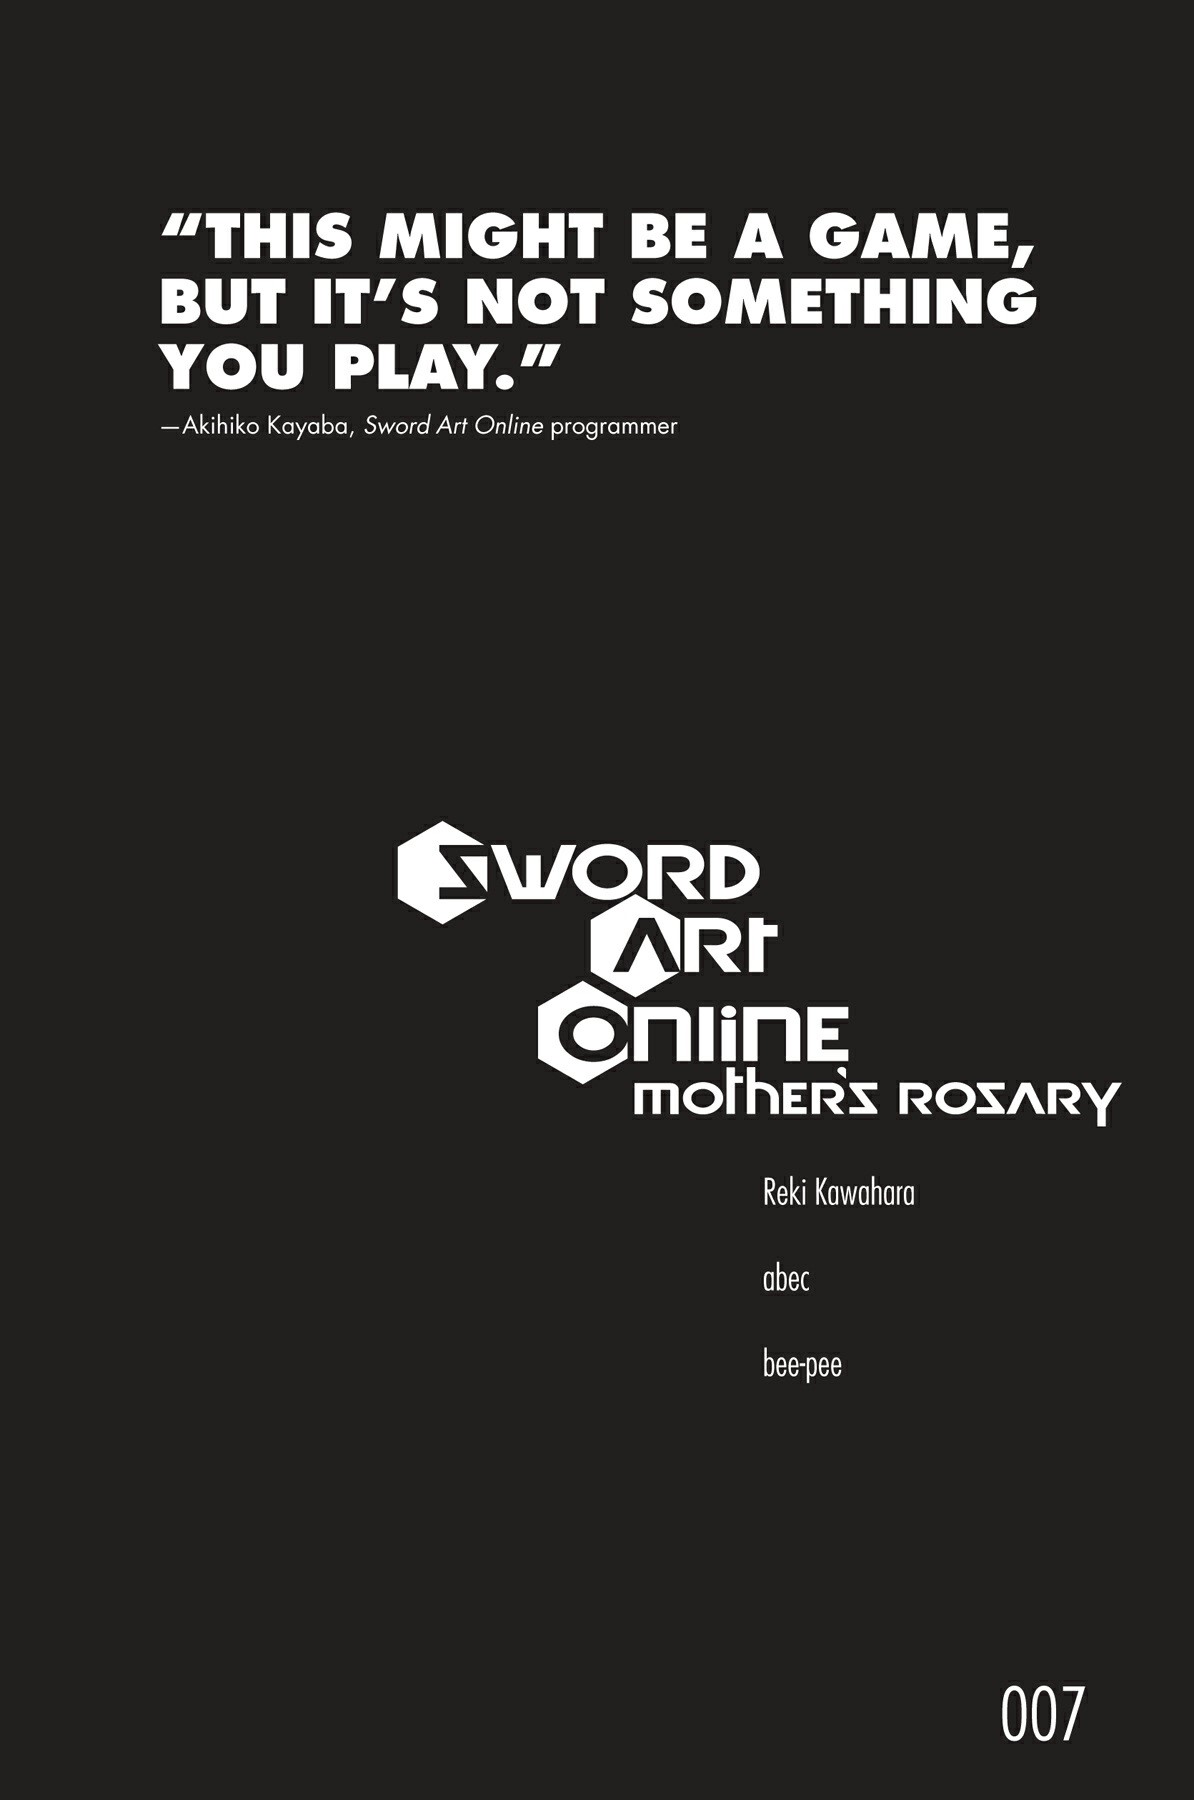 “THIS MIGHT BE A GAME,
BUT IT’S NOT SOMETHING
YOU PLAY.”
—Akihiko Kayaba, Sword Art Online programmer
SWORD
ART
ONLINE
MOTHER’S ROSARY
Reki Kawahara
abec
bee-pee
007